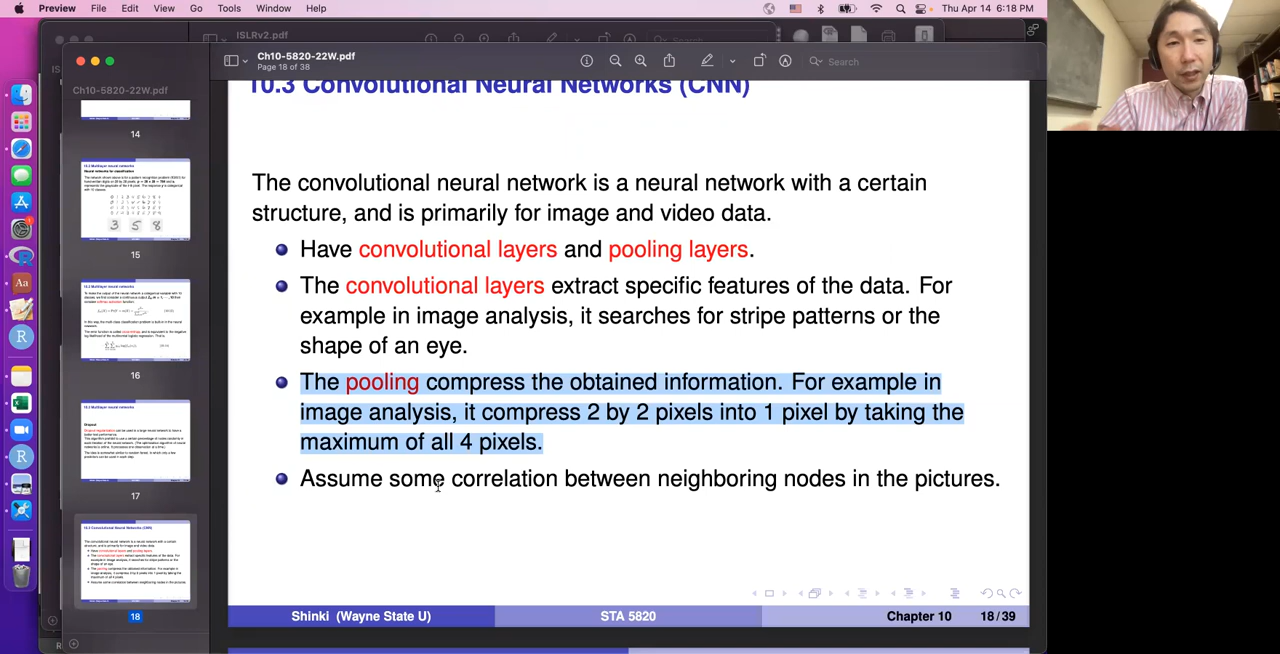 Preview File Edit View Go Tools Window Help Thu Apr 14 6:18 PM
ISLRv2.pdf
Ch10-5820-22W.pdf
Page 18 of 38
Search
Ch10-5820-22W.pdf
14
15
16
17
18
10.3 Convolutional Neural Networks (CNN)
The convolutional neural network is a neural network with a certain
structure, and is primarily for image and video data.
Have convolutional layers and pooling layers.
The convolutional layers extract specific features of the data. For
example in image analysis, it searches for stripe patterns or the
shape of an eye.
The pooling compress the obtained information. For example in
image analysis, it compress 2 by 2 pixels into 1 pixel by taking the
maximum of all 4 pixels.
Assume some correlation between neighboring nodes in the pictures.
Shinki (Wayne State U) STA 5820 Chapter 10 18/39